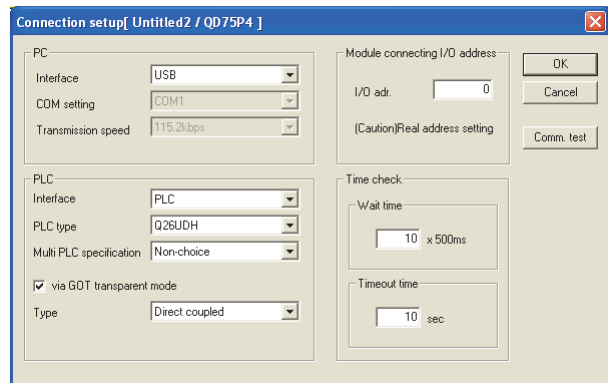 Connection setup[ Untitled2 / QD75P4 ]
PC
Interface USB
COM setting COM1
Transmission speed 115.2kbps
Module connecting I/O address
I/O adr. 0
(Caution)Real address setting
OK
Cancel
Comm. test
PLC
Interface PLC
PLC type Q26UDH
Multi PLC specification Non-choice
via GOT transparent mode
Type Direct coupled
Time check
Wait time
10 x 500ms
Timeout time
10 sec